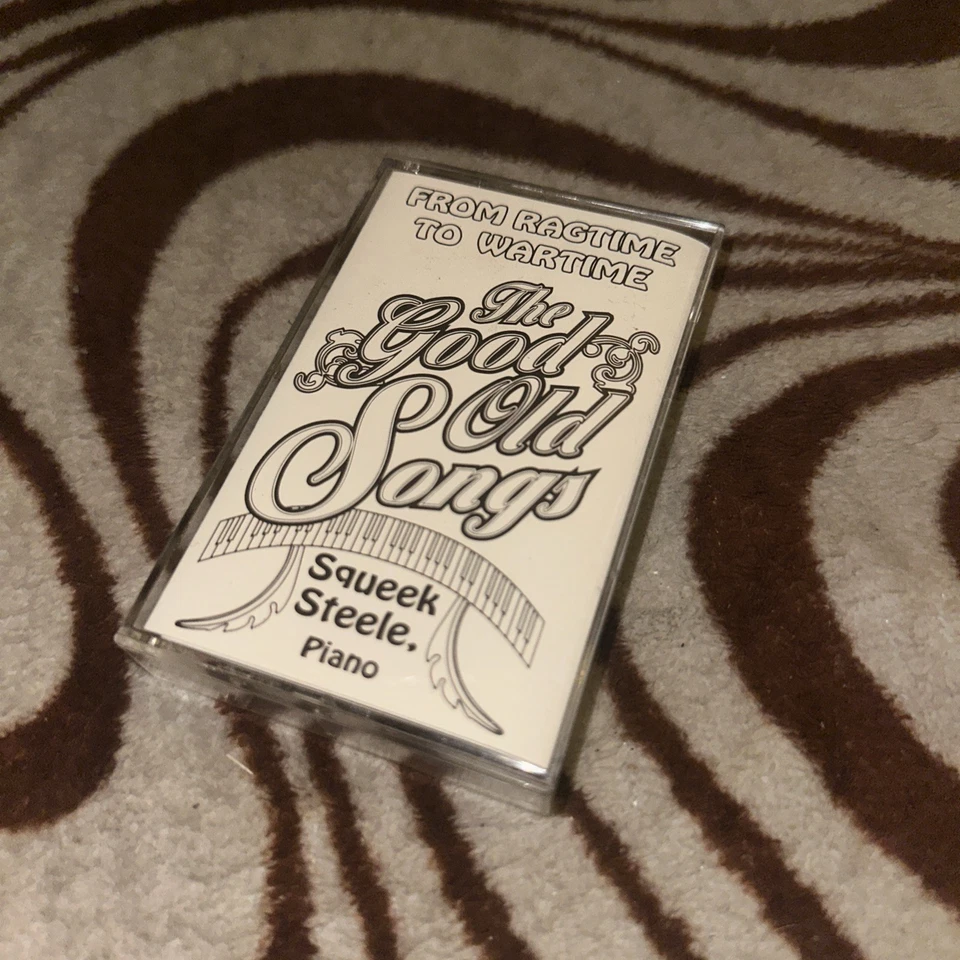 FROM RAGTIME
TO WARTIME
The
Good
Old
Songs
Squeek
Steele,
Piano